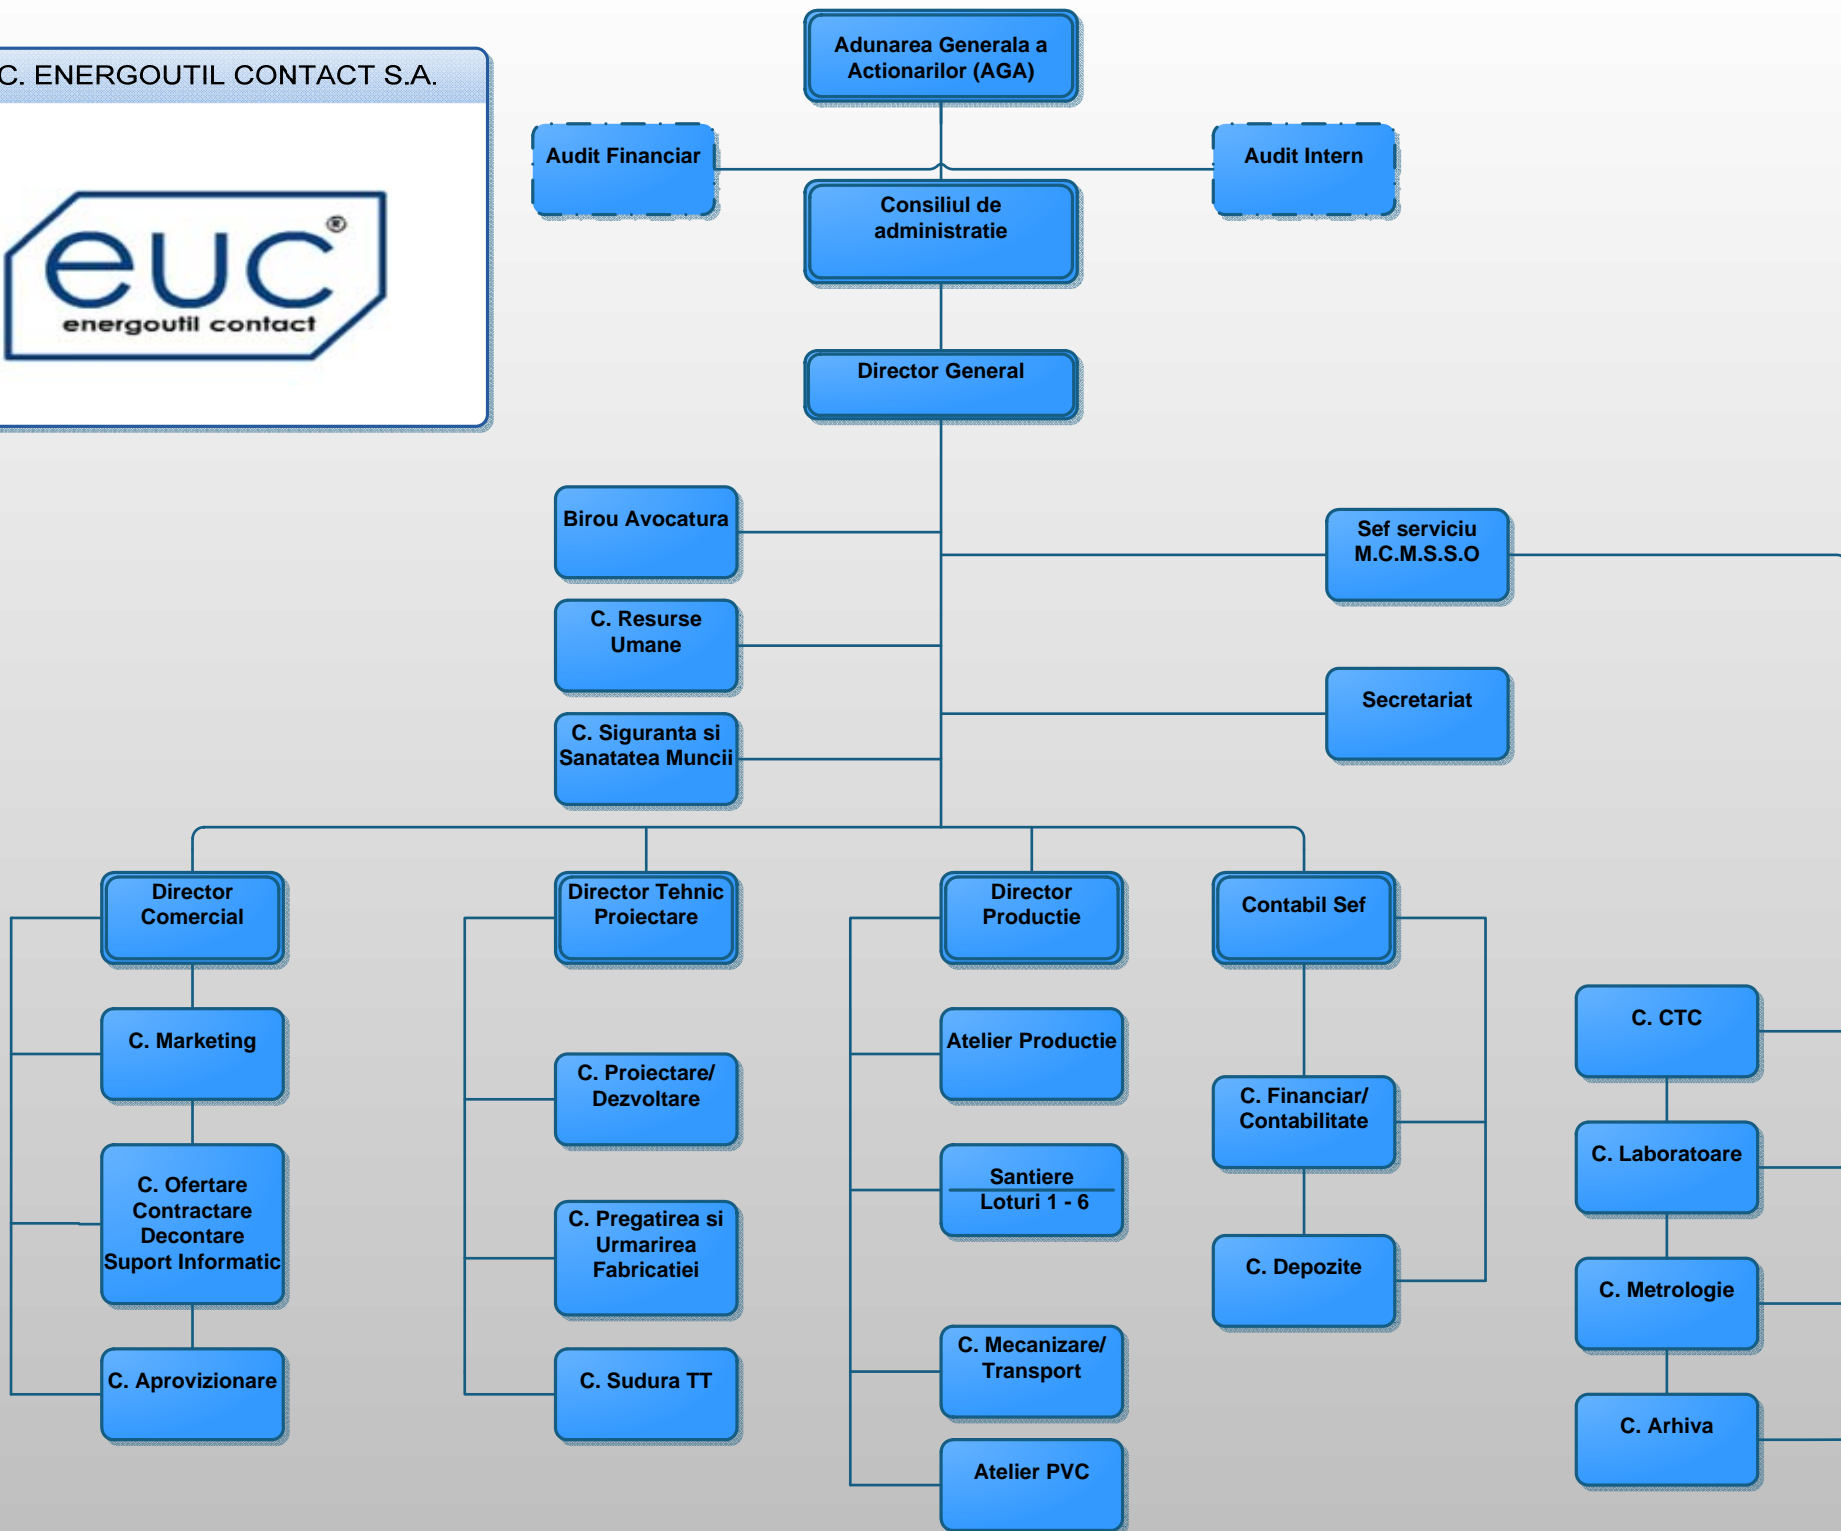 Adunarea Generala a
Actionarilor (AGA)
C. ENERGOUTIL CONTACT S.A.
euc®
energoutil contact
Audit Financiar
Audit Intern
Consiliul de
administratie
Director General
Birou Avocatura
Sef serviciu
M.C.M.S.S.O
C. Resurse
Umane
Secretariat
C. Siguranta si
Sanatatea Muncii
Director
Comercial
Director Tehnic
Proiectare
Director
Productie
Contabil Sef
C. Marketing
C. Ofertare
Contractare
Decontare
Suport Informatic
C. Aprovizionare
C. Proiectare/
Dezvoltare
C. Pregatirea si
Urmarirea
Fabricatiei
C. Sudura TT
Atelier Productie
Santiere
Loturi 1 - 6
C. Mecanizare/
Transport
Atelier PVC
C. Financiar/
Contabilitate
C. Depozite
C. CTC
C. Laboratoare
C. Metrologie
C. Arhiva